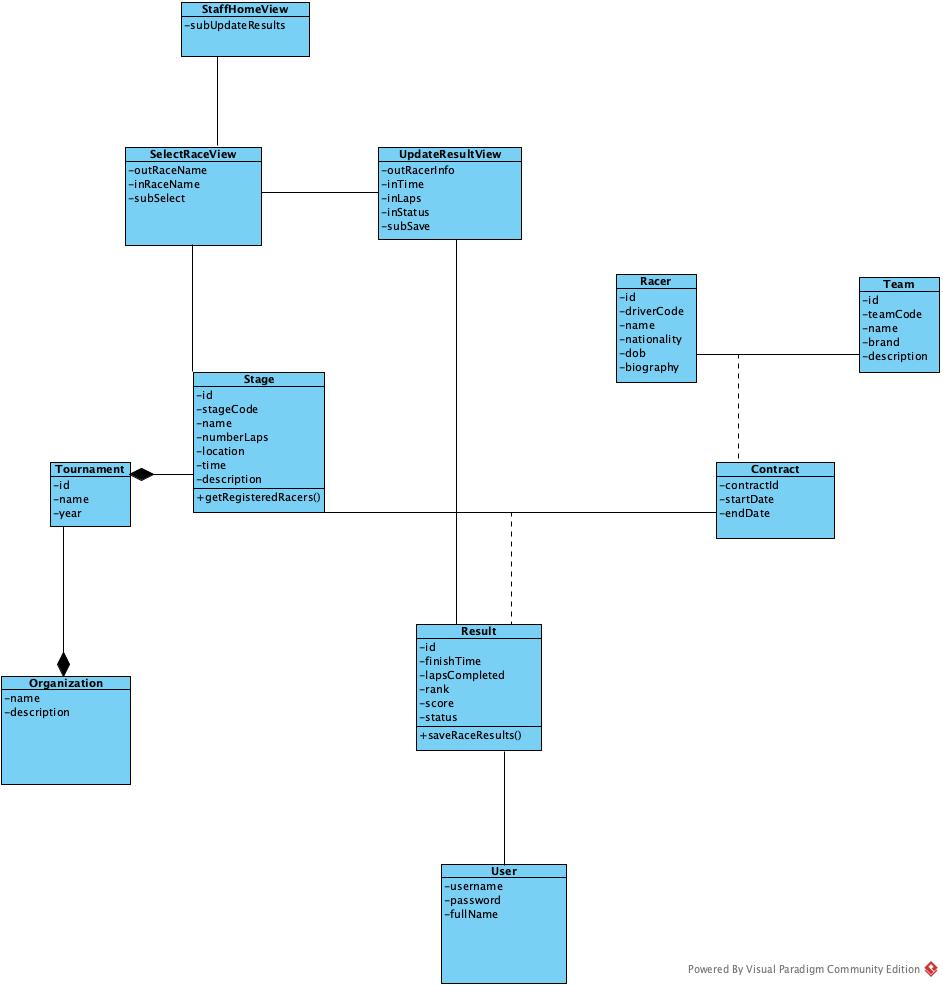 StaffHomeView
-subUpdateResults
SelectRaceView
-outRaceName
-inRaceName
-subSelect
UpdateResultView
-outRacerInfo
-inTime
-inLaps
-inStatus
-subSave
Racer
-id
-driverCode
-name
-nationality
-dob
-biography
Team
-id
-teamCode
-name
-brand
-description
Stage
-id
-stageCode
-name
-numberLaps
-location
-time
-description
+getRegisteredRacers()
Tournament
-id
-name
-year
Contract
-contractId
-startDate
-endDate
Result
-id
-finishTime
-lapsCompleted
-rank
-score
-status
+saveRaceResults()
Organization
-name
-description
User
-username
-password
-fullName
Powered By Visual Paradigm Community Edition